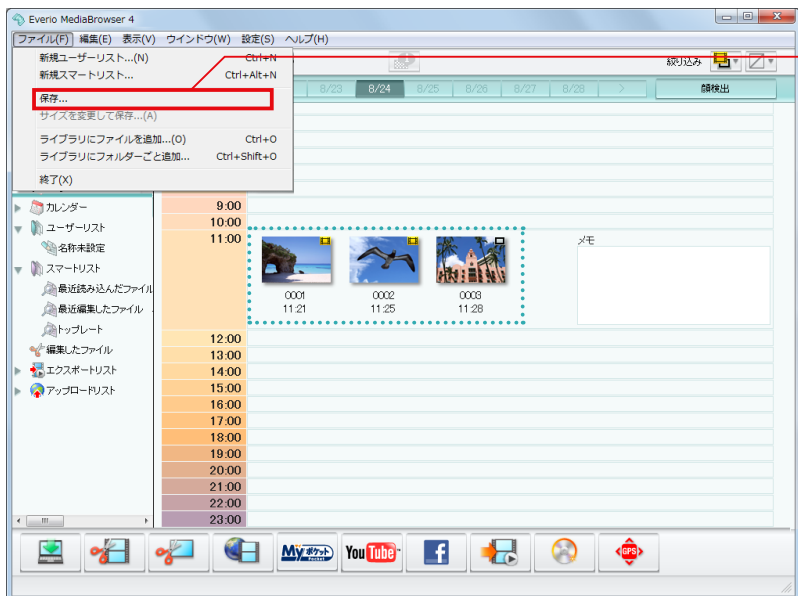 Everio MediaBrowser 4
ファイル(F) 編集(E) 表示(V) ウインドウ(W) 設定(S) ヘルプ(H)
新規ユーザーリスト...(N) Ctrl+N
新規スマートリスト... Ctrl+Alt+N
保存...
サイズを変更して保存...(A)
ライブラリにファイルを追加...(O) Ctrl+O
ライブラリにフォルダーごと追加... Ctrl+Shift+O
終了(X)
絞り込み
8/23 8/24 8/25 8/26 8/27 8/28 >
顔検出
カレンダー
ユーザーリスト
名称未設定
スマートリスト
最近読み込んだファイル
最近編集したファイル
トップレート
編集したファイル
エクスポートリスト
アップロードリスト
9:00
10:00
11:00
0001 0002 0003
11:21 11:25 11:28
メモ
12:00
13:00
14:00
15:00
16:00
17:00
18:00
19:00
20:00
21:00
22:00
23:00
Myポケット
Pocket
YouTube
f
GPS